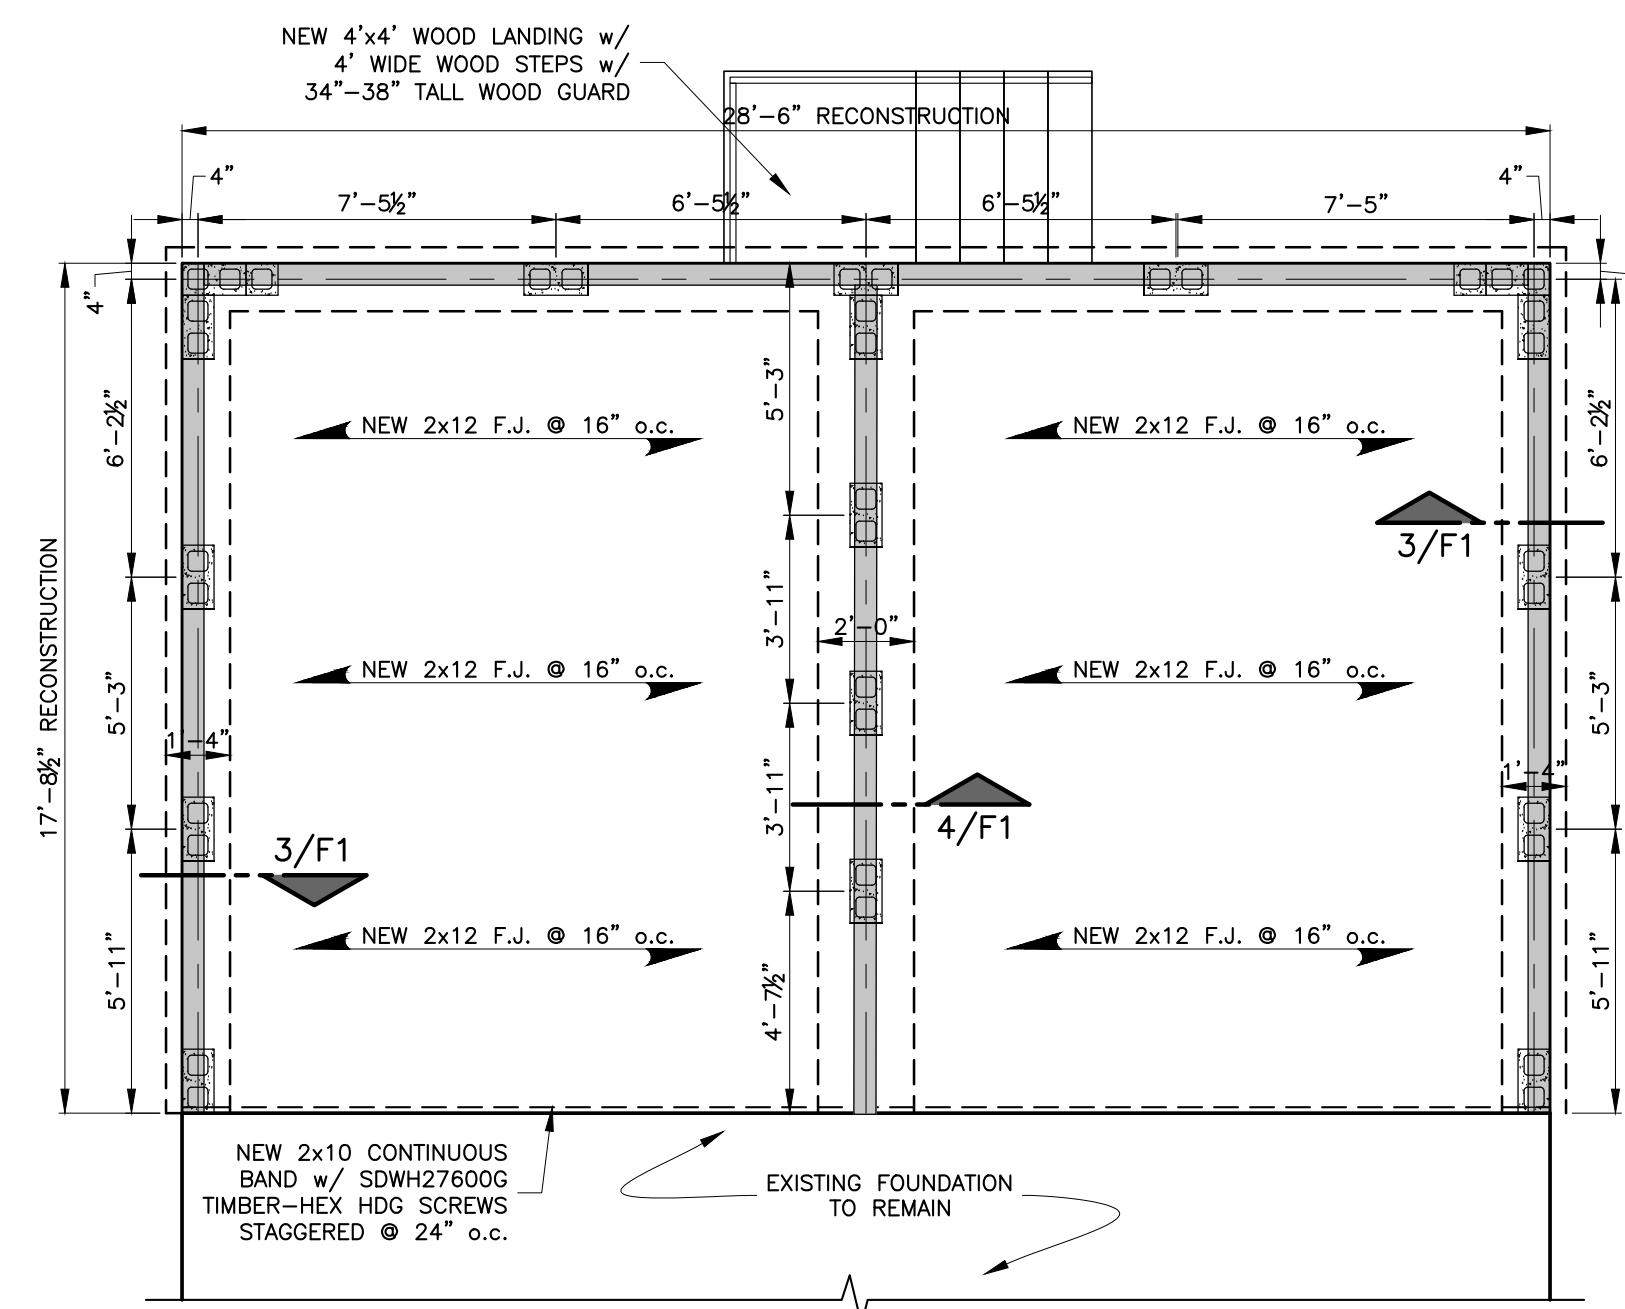 NEW 4'x4' WOOD LANDING w/
4' WIDE WOOD STEPS w/
34"-38" TALL WOOD GUARD
28'-6" RECONSTRUCTION
4"
4"
7'-5½"
6'-5½"
6'-5½"
7'-5"
4"
6'-2½"
5'-3"
5'-11"
17'-8½" RECONSTRUCTION
1'-4"
5'-3"
3'-11"
3'-11"
4'-7½"
2'-0"
6'-2½"
5'-3"
5'-11"
1'-4"
NEW 2x12 F.J. @ 16" o.c.
NEW 2x12 F.J. @ 16" o.c.
3/F1
NEW 2x12 F.J. @ 16" o.c.
NEW 2x12 F.J. @ 16" o.c.
4/F1
3/F1
NEW 2x12 F.J. @ 16" o.c.
NEW 2x12 F.J. @ 16" o.c.
NEW 2x10 CONTINUOUS
BAND w/ SDWH27600G
TIMBER-HEX HDG SCREWS
STAGGERED @ 24" o.c.
EXISTING FOUNDATION
TO REMAIN